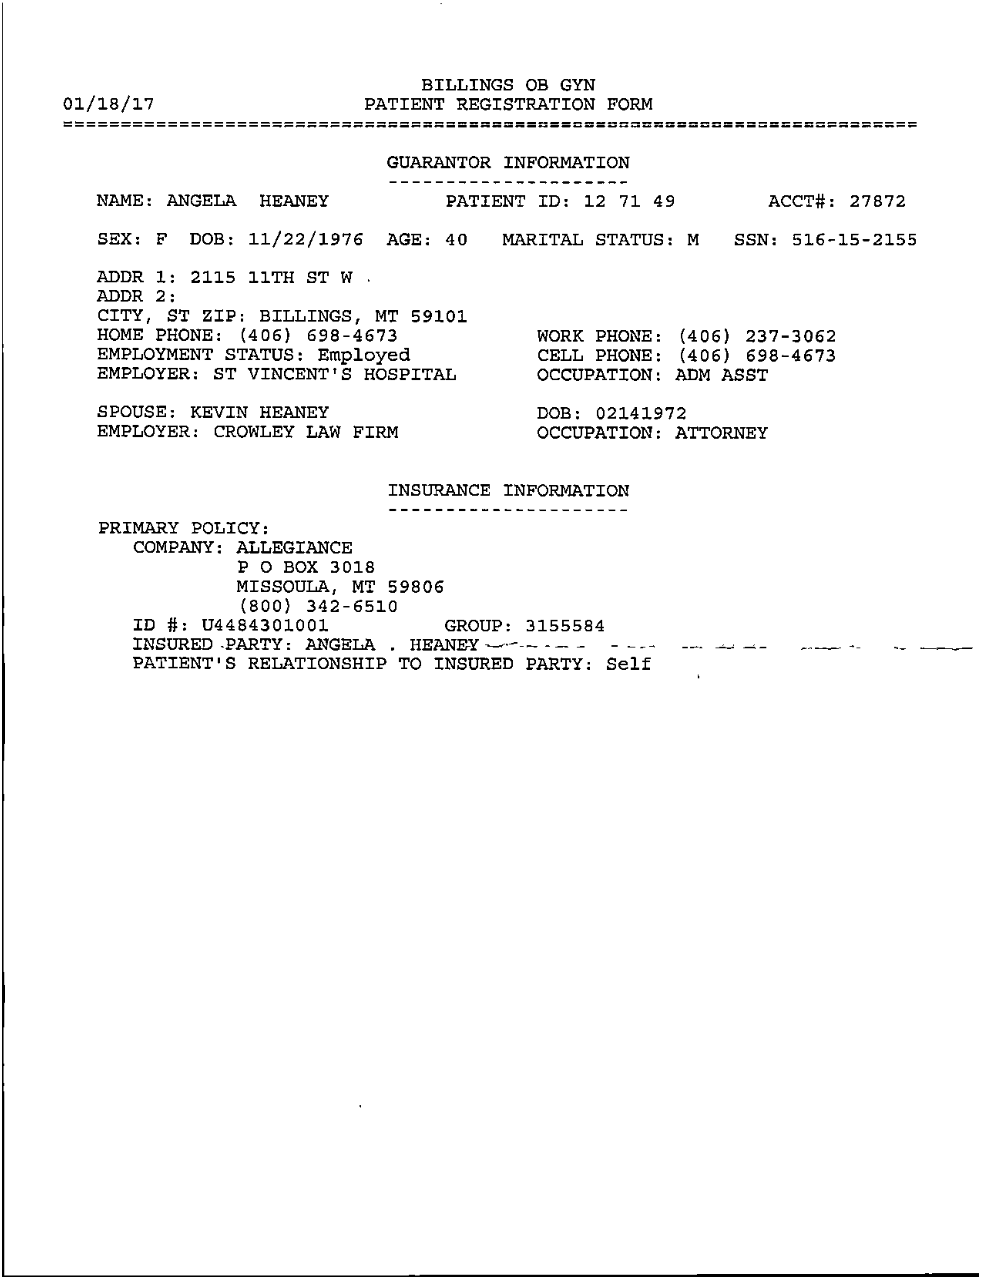 BILLINGS OB GYN
01/18/17 PATIENT REGISTRATION FORM
GUARANTOR INFORMATION
NAME: ANGELA HEANEY PATIENT ID: 12 71 49 ACCT#: 27872
SEX: F DOB: 11/22/1976 AGE: 40 MARITAL STATUS: M SSN: 516-15-2155
ADDR 1: 2115 11TH ST W
ADDR 2:
CITY, ST ZIP: BILLINGS, MT 59101
HOME PHONE: (406) 698-4673 WORK PHONE: (406) 237-3062
EMPLOYMENT STATUS: Employed CELL PHONE: (406) 698-4673
EMPLOYER: ST VINCENT'S HOSPITAL OCCUPATION: ADM ASST
SPOUSE: KEVIN HEANEY DOB: 02141972
EMPLOYER: CROWLEY LAW FIRM OCCUPATION: ATTORNEY
INSURANCE INFORMATION
PRIMARY POLICY:
COMPANY: ALLEGIANCE
P O BOX 3018
MISSOULA, MT 59806
(800) 342-6510
ID #: U4484301001 GROUP: 3155584
INSURED PARTY: ANGELA . HEANEY
PATIENT'S RELATIONSHIP TO INSURED PARTY: Self